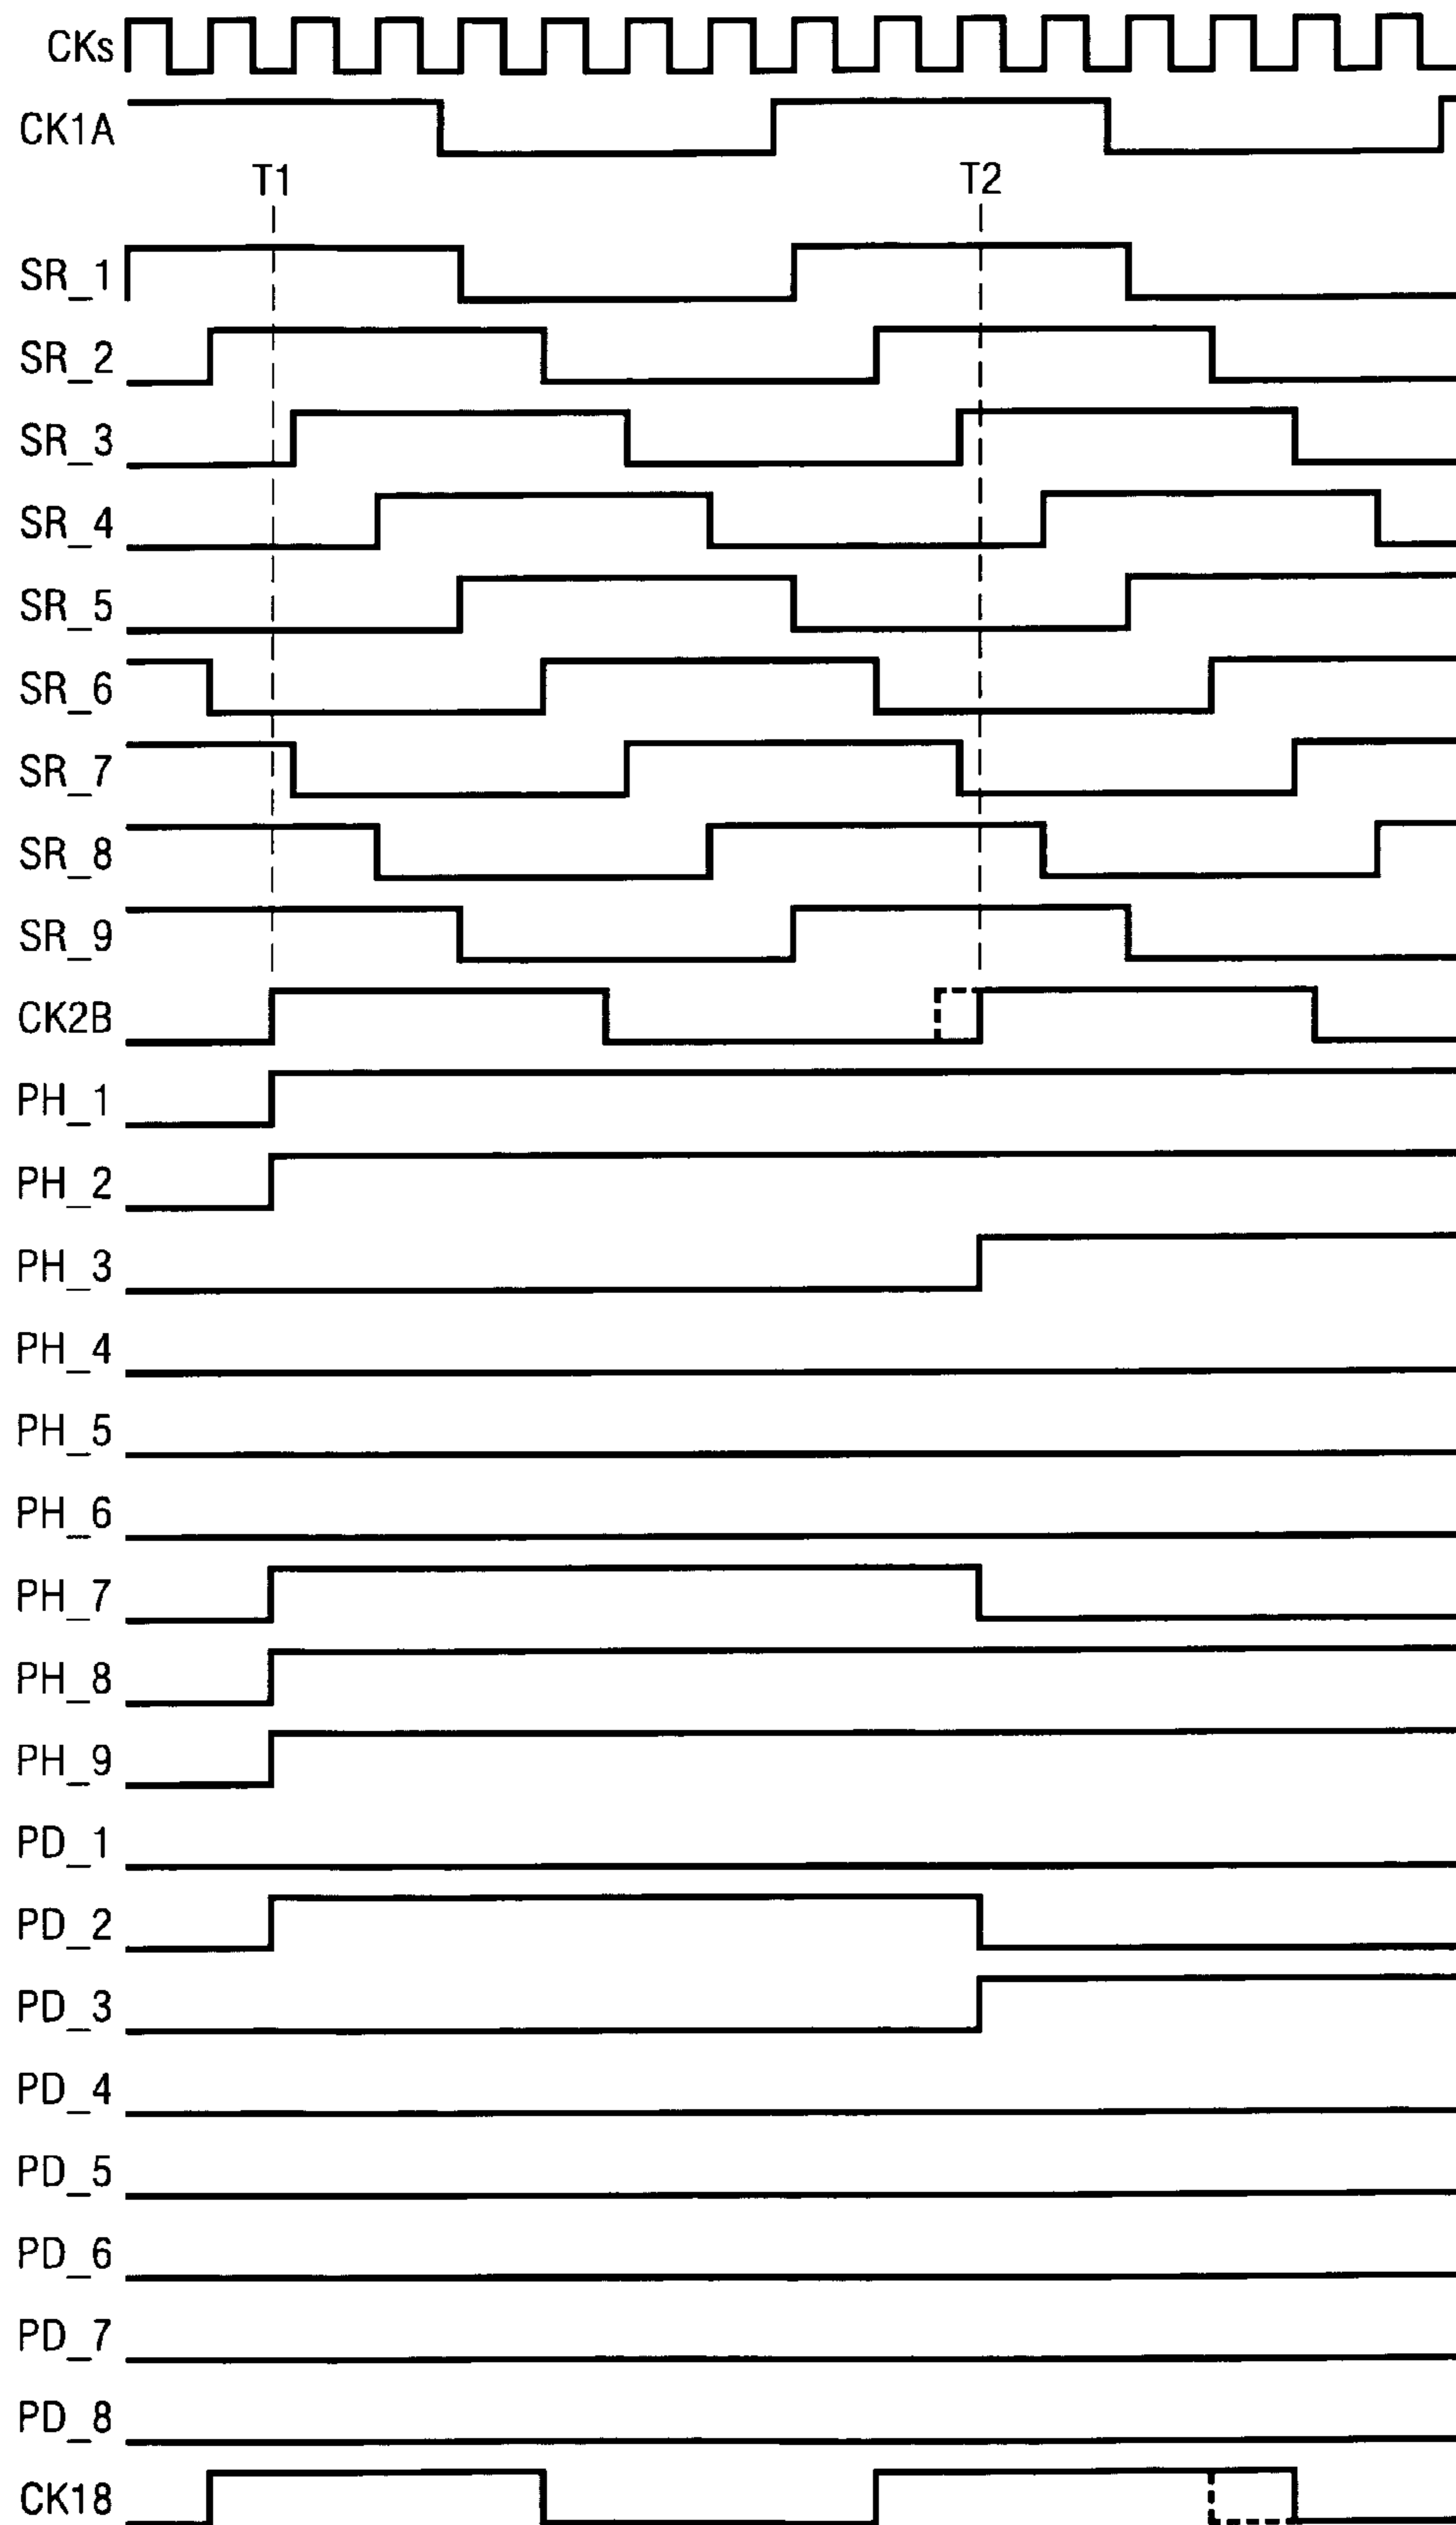 CKs
CK1A
T1 T2
SR_1
SR_2
SR_3
SR_4
SR_5
SR_6
SR_7
SR_8
SR_9
CK2B
PH_1
PH_2
PH_3
PH_4
PH_5
PH_6
PH_7
PH_8
PH_9
PD_1
PD_2
PD_3
PD_4
PD_5
PD_6
PD_7
PD_8
CK18